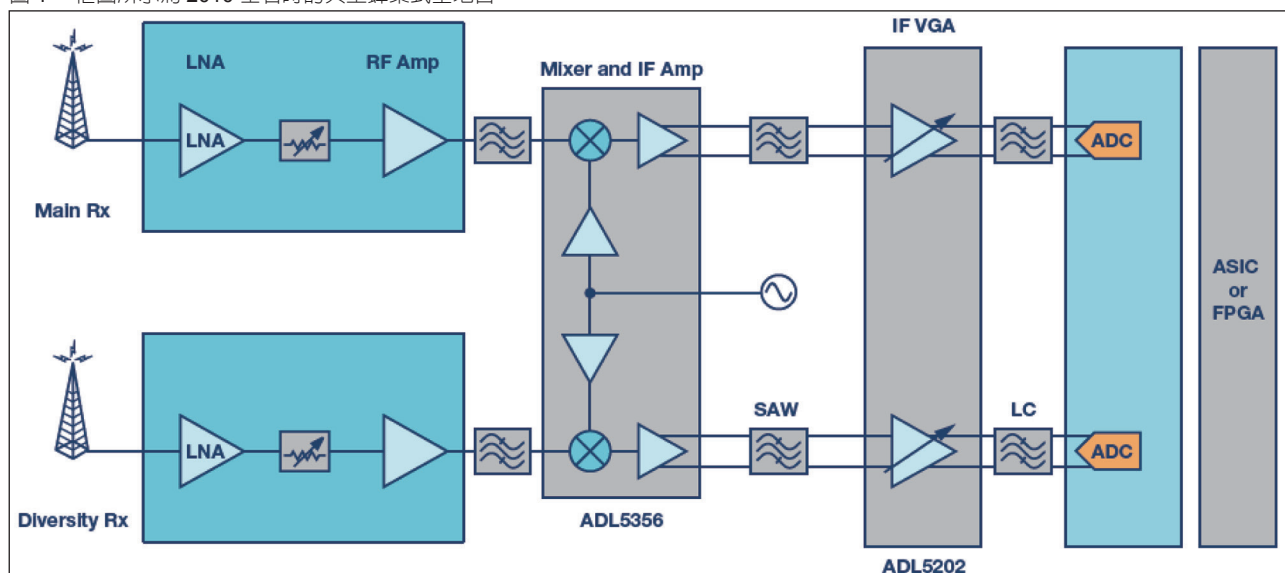 IF VGA
LNA
RF Amp
Mixer and IF Amp
LNA
ADC
Main Rx
ASIC
or
FPGA
SAW
LC
LNA
ADC
Diversity Rx
ADL5356
ADL5202